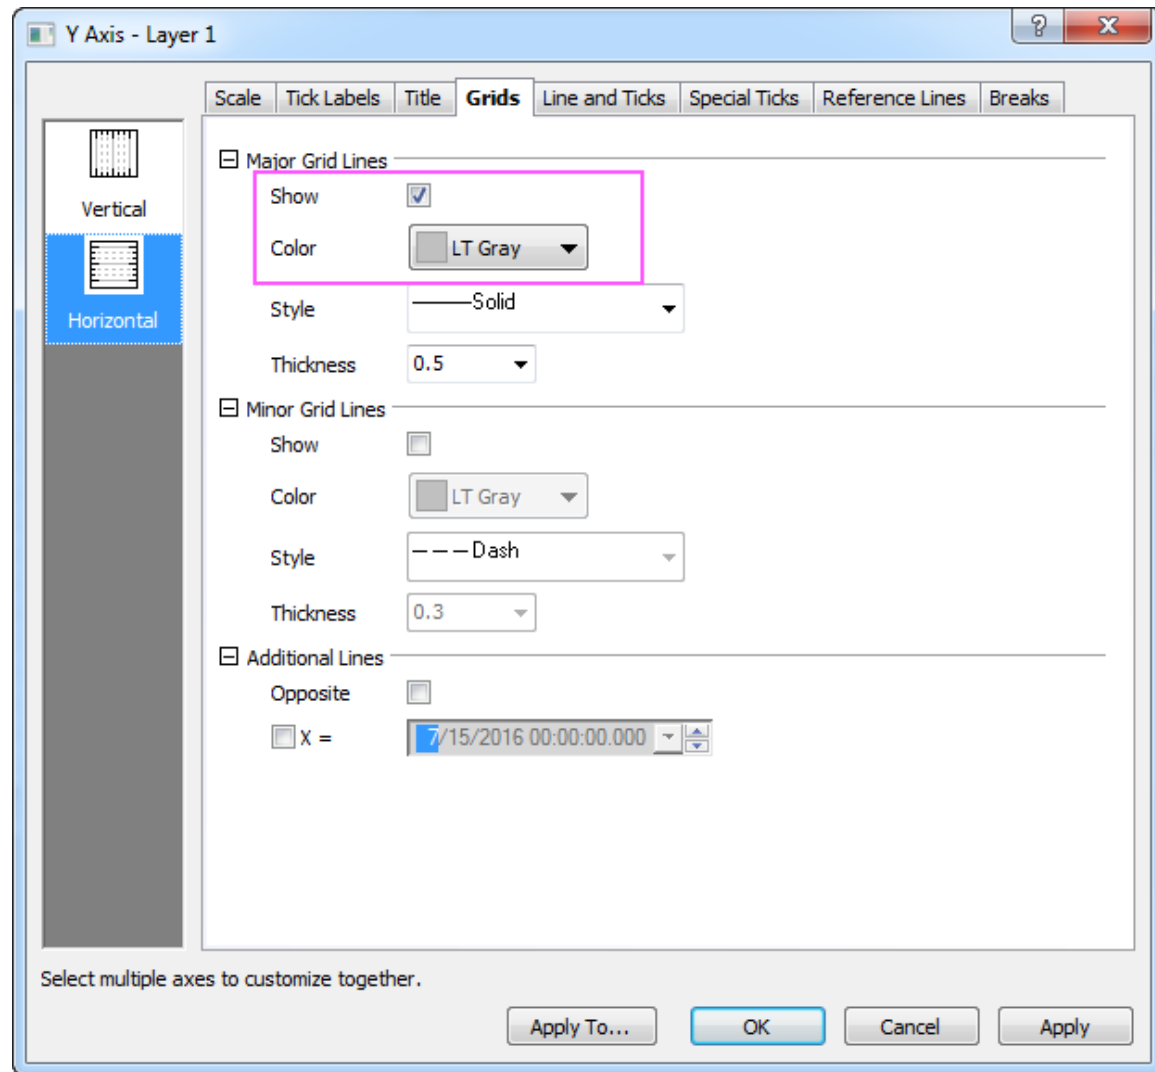 Y Axis - Layer 1
Scale Tick Labels Title Grids Line and Ticks Special Ticks Reference Lines Breaks
Vertical
Horizontal
Major Grid Lines
Show
Color LT Gray
Style Solid
Thickness 0.5
Minor Grid Lines
Show
Color LT Gray
Style Dash
Thickness 0.3
Additional Lines
Opposite
X = 7/15/2016 00:00:00.000
Select multiple axes to customize together.
Apply To... OK Cancel Apply